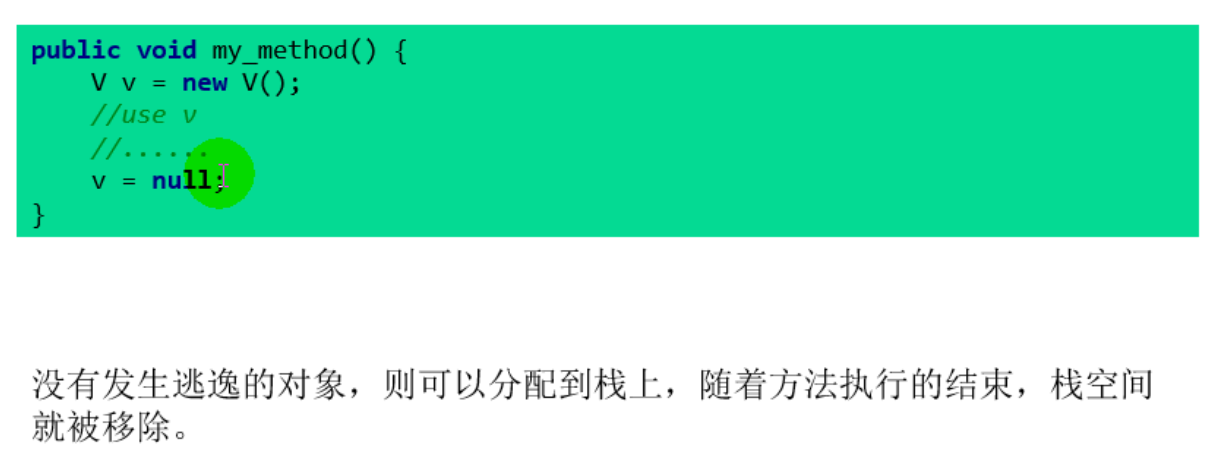 public void my_method() {
V v = new V();
//use v
//......
v = null;
}
没有发生逃逸的对象，则可以分配到栈上，随着方法执行的结束，栈空间
就被移除。